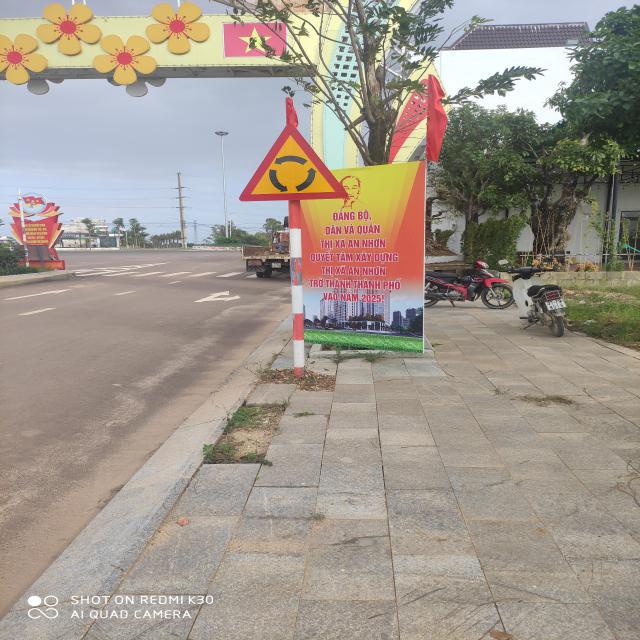 ĐẢNG BỘ,
DÂN VÀ QUÂN
THỊ XÃ AN NHƠN
QUYẾT TÂM XÂY DỰNG
THỊ XÃ AN NHƠN
TRỞ THÀNH THÀNH PHỐ
VÀO NĂM 2025!
SHOT ON REDMI K30
AI QUAD CAMERA